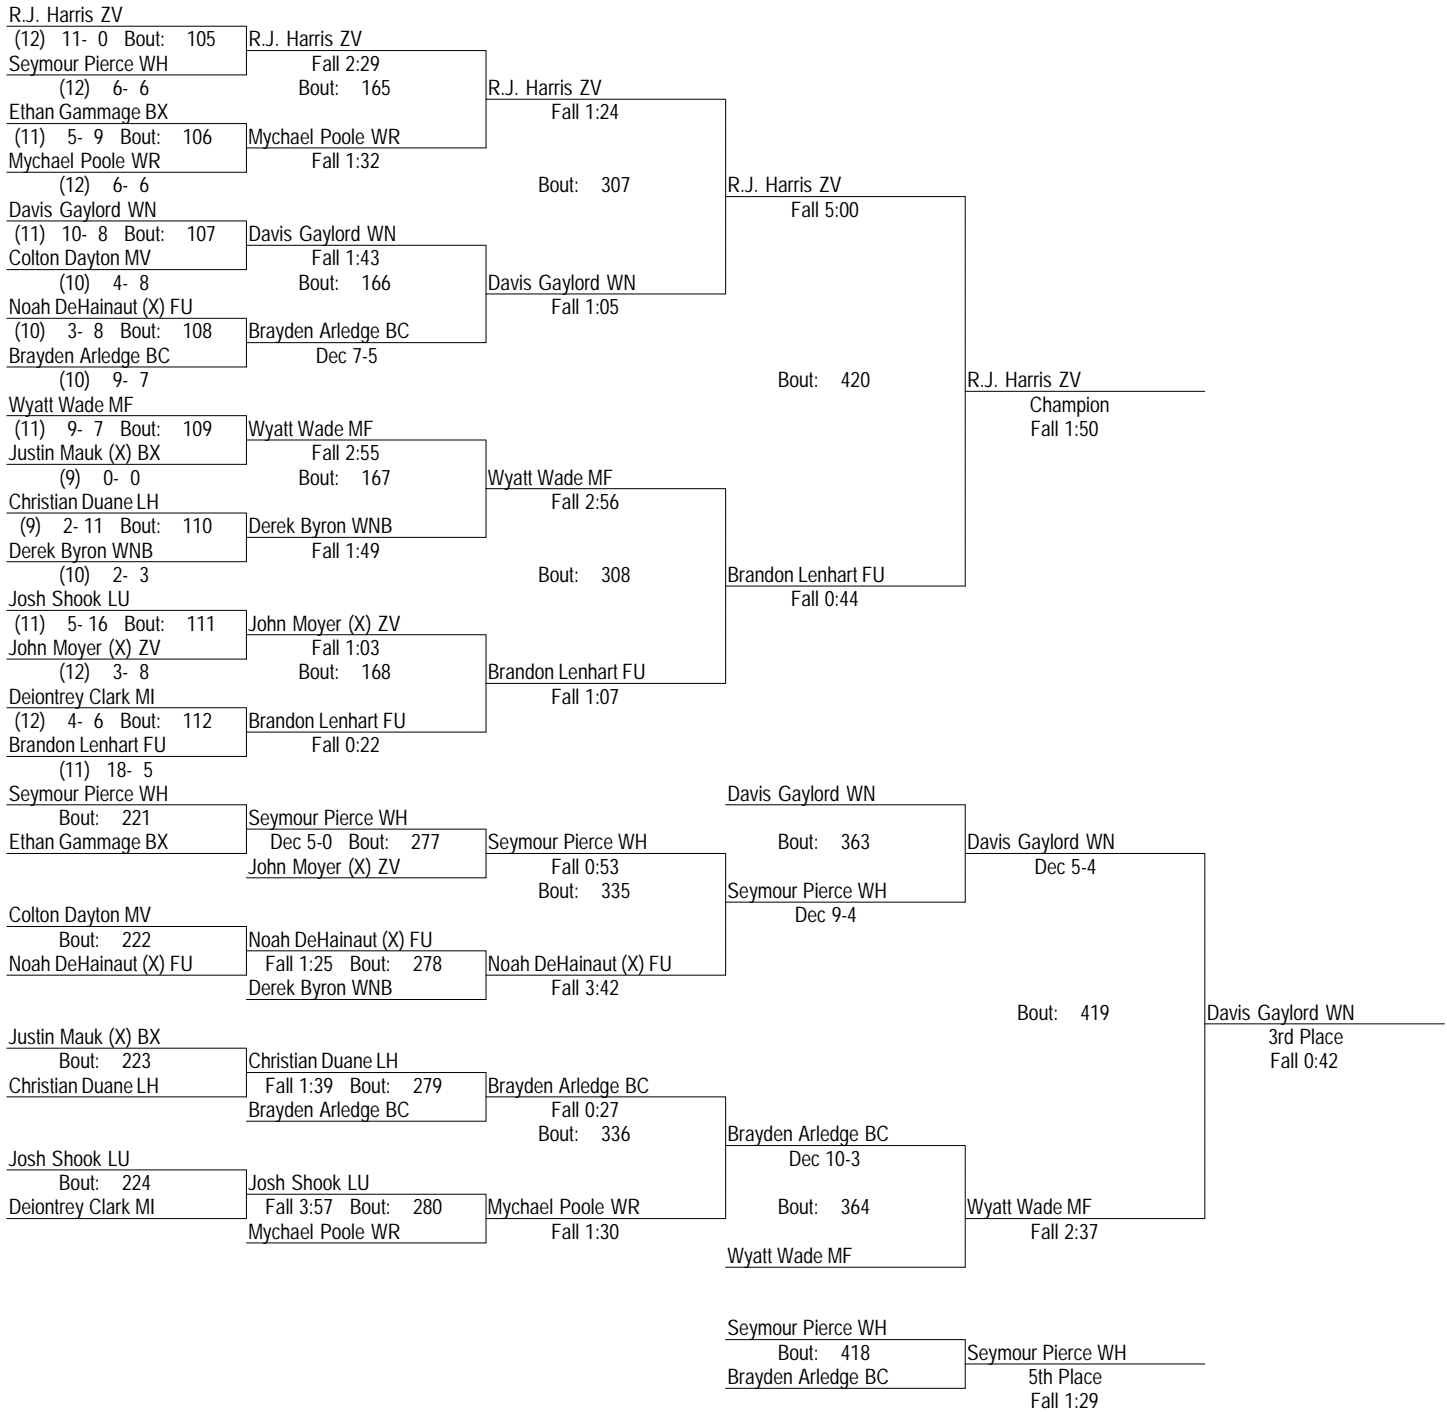 R.J. Harris ZV
(12) 11- 0 Bout: 105 R.J. Harris ZV
Seymour Pierce WH Fall 2:29
(12) 6- 6 Bout: 165 R.J. Harris ZV
Ethan Gammage BX Fall 1:24
(11) 5- 9 Bout: 106 Mychael Poole WR
Mychael Poole WR Fall 1:32
(12) 6- 6 Bout: 307 R.J. Harris ZV
Davis Gaylord WN Fall 5:00
(11) 10- 8 Bout: 107 Davis Gaylord WN
Colton Dayton MV Fall 1:43
(10) 4- 8 Bout: 166 Davis Gaylord WN
Noah DeHainaut (X) FU Fall 1:05
(10) 3- 8 Bout: 108 Brayden Arledge BC
Brayden Arledge BC Dec 7-5
(10) 9- 7 Bout: 420 R.J. Harris ZV
Wyatt Wade MF Champion
(11) 9- 7 Bout: 109 Wyatt Wade MF Fall 1:50
Justin Mauk (X) BX Fall 2:55
(9) 0- 0 Bout: 167 Wyatt Wade MF
Christian Duane LH Fall 2:56
(9) 2- 11 Bout: 110 Derek Byron WNB
Derek Byron WNB Fall 1:49
(10) 2- 3 Bout: 308 Brandon Lenhart FU
Josh Shook LU Fall 0:44
(11) 5- 16 Bout: 111 John Moyer (X) ZV
John Moyer (X) ZV Fall 1:03
(12) 3- 8 Bout: 168 Brandon Lenhart FU
Deiontrey Clark MI Fall 1:07
(12) 4- 6 Bout: 112 Brandon Lenhart FU
Brandon Lenhart FU Fall 0:22
(11) 18- 5
Seymour Pierce WH Davis Gaylord WN
Bout: 221 Seymour Pierce WH
Ethan Gammage BX Dec 5-0 Bout: 277 Seymour Pierce WH Bout: 363 Davis Gaylord WN
John Moyer (X) ZV Fall 0:53 Dec 5-4
Bout: 335 Seymour Pierce WH
Colton Dayton MV Dec 9-4
Bout: 222 Noah DeHainaut (X) FU
Noah DeHainaut (X) FU Fall 1:25 Bout: 278 Noah DeHainaut (X) FU
Derek Byron WNB Fall 3:42
Bout: 419 Davis Gaylord WN
Justin Mauk (X) BX 3rd Place
Bout: 223 Christian Duane LH Fall 0:42
Christian Duane LH Fall 1:39 Bout: 279 Brayden Arledge BC
Brayden Arledge BC Fall 0:27
Bout: 336 Brayden Arledge BC
Josh Shook LU Dec 10-3
Bout: 224 Josh Shook LU
Deiontrey Clark MI Fall 3:57 Bout: 280 Mychael Poole WR Bout: 364 Wyatt Wade MF
Mychael Poole WR Fall 1:30 Fall 2:37
Wyatt Wade MF
Seymour Pierce WH
Bout: 418 Seymour Pierce WH
Brayden Arledge BC 5th Place
Fall 1:29